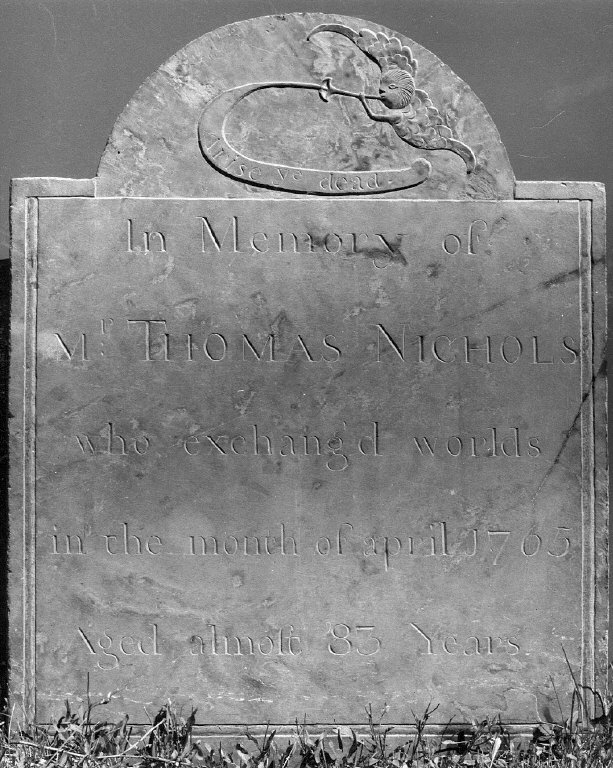 Arise ye dead
In Memory of
Mr. THOMAS NICHOLS
who exchang'd worlds
in the month of april 1765
Aged almoſt 83 Years.